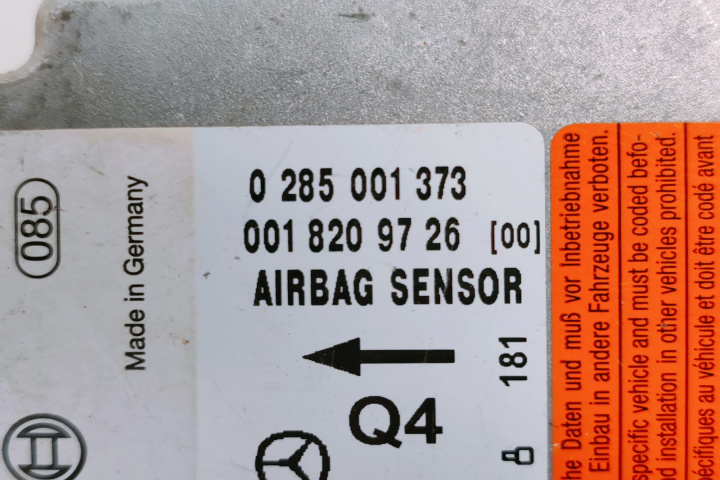 0 285 001 373
001 820 97 26 [00]
AIRBAG SENSOR
181
Q4
085
Made in Germany
he Daten und muß vor Inbetriebnahme
Einbau in andere Fahrzeuge verboten.
specific vehicle and must be coded befo-
nd installation in other vehicles prohibited.
pécifiques au véhicule et doit être codé avant